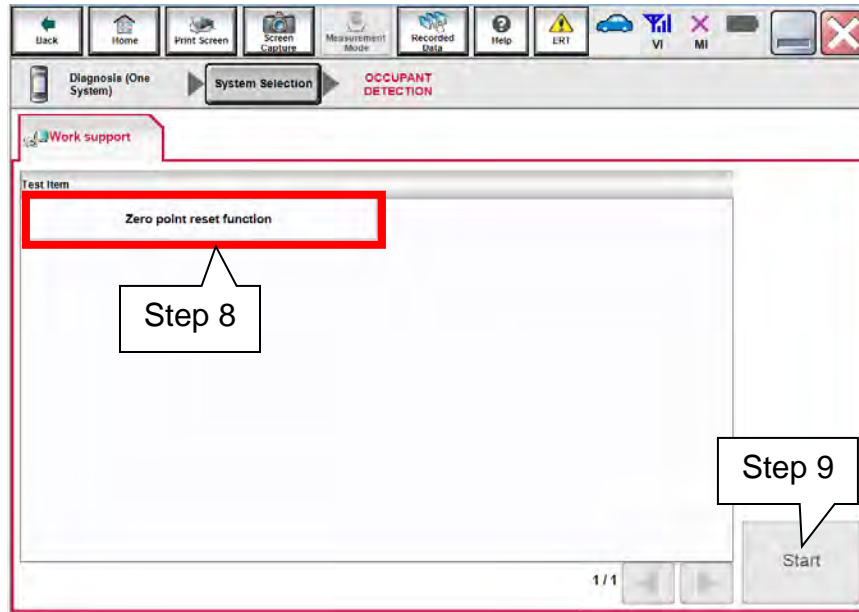 Back
Home
Print Screen
Screen
Capture
Measurement
Mode
Recorded
Data
Help
ERT
VI
MI
Diagnosis (One
System)
System Selection
OCCUPANT
DETECTION
Work support
Test Item
Zero point reset function
Step 8
Step 9
Start
1/1